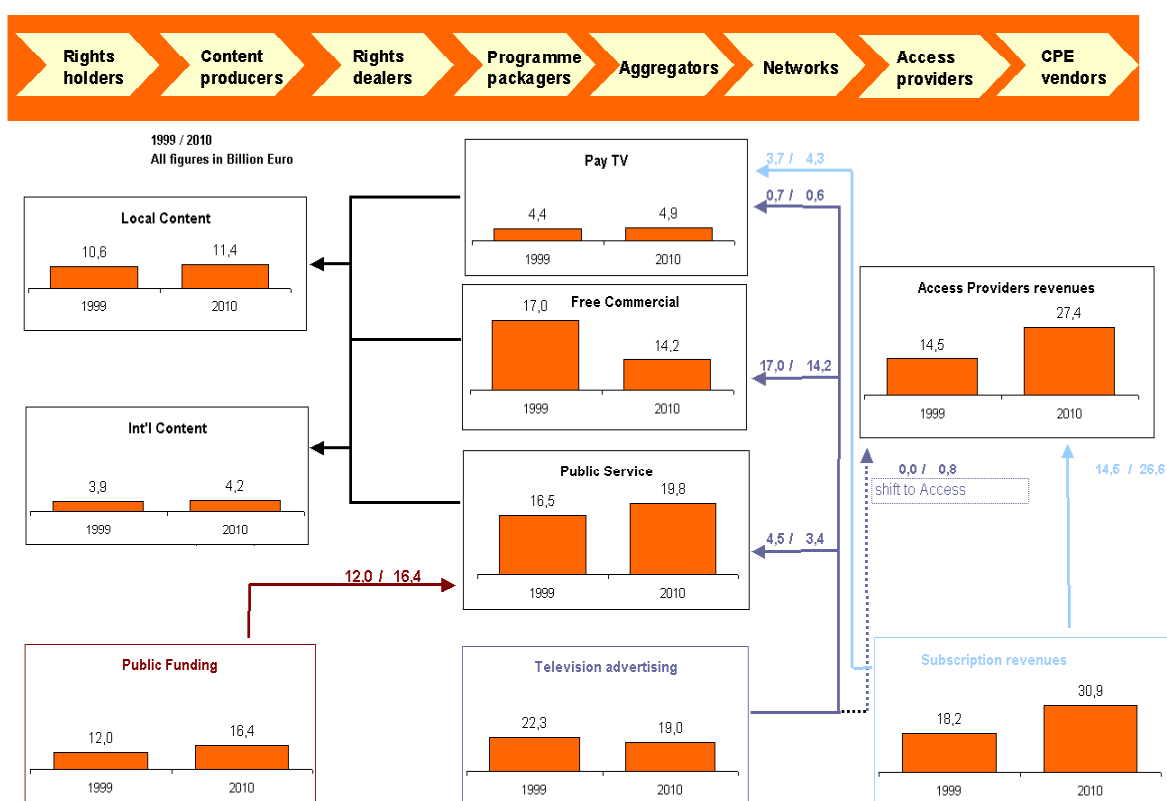 Rights
holders
Content
producers
Rights
dealers
Programme
packagers
Aggregators
Networks
Access
providers
CPE
vendors
1999 / 2010
All figures in Billion Euro
Pay TV
4,4
4,9
1999
2010
3,7 / 4,3
0,7 / 0,6
Local Content
10,6
11,4
1999
2010
Free Commercial
17,0
14,2
1999
2010
17,0 / 14,2
Access Providers revenues
14,5
27,4
1999
2010
Int'l Content
3,9
4,2
1999
2010
Public Service
16,5
19,8
1999
2010
0,0 / 0,8
shift to Access
14,5 / 26,6
4,5 / 3,4
12,0 / 16,4
Public Funding
12,0
16,4
1999
2010
Television advertising
22,3
19,0
1999
2010
Subscription revenues
18,2
30,9
1999
2010